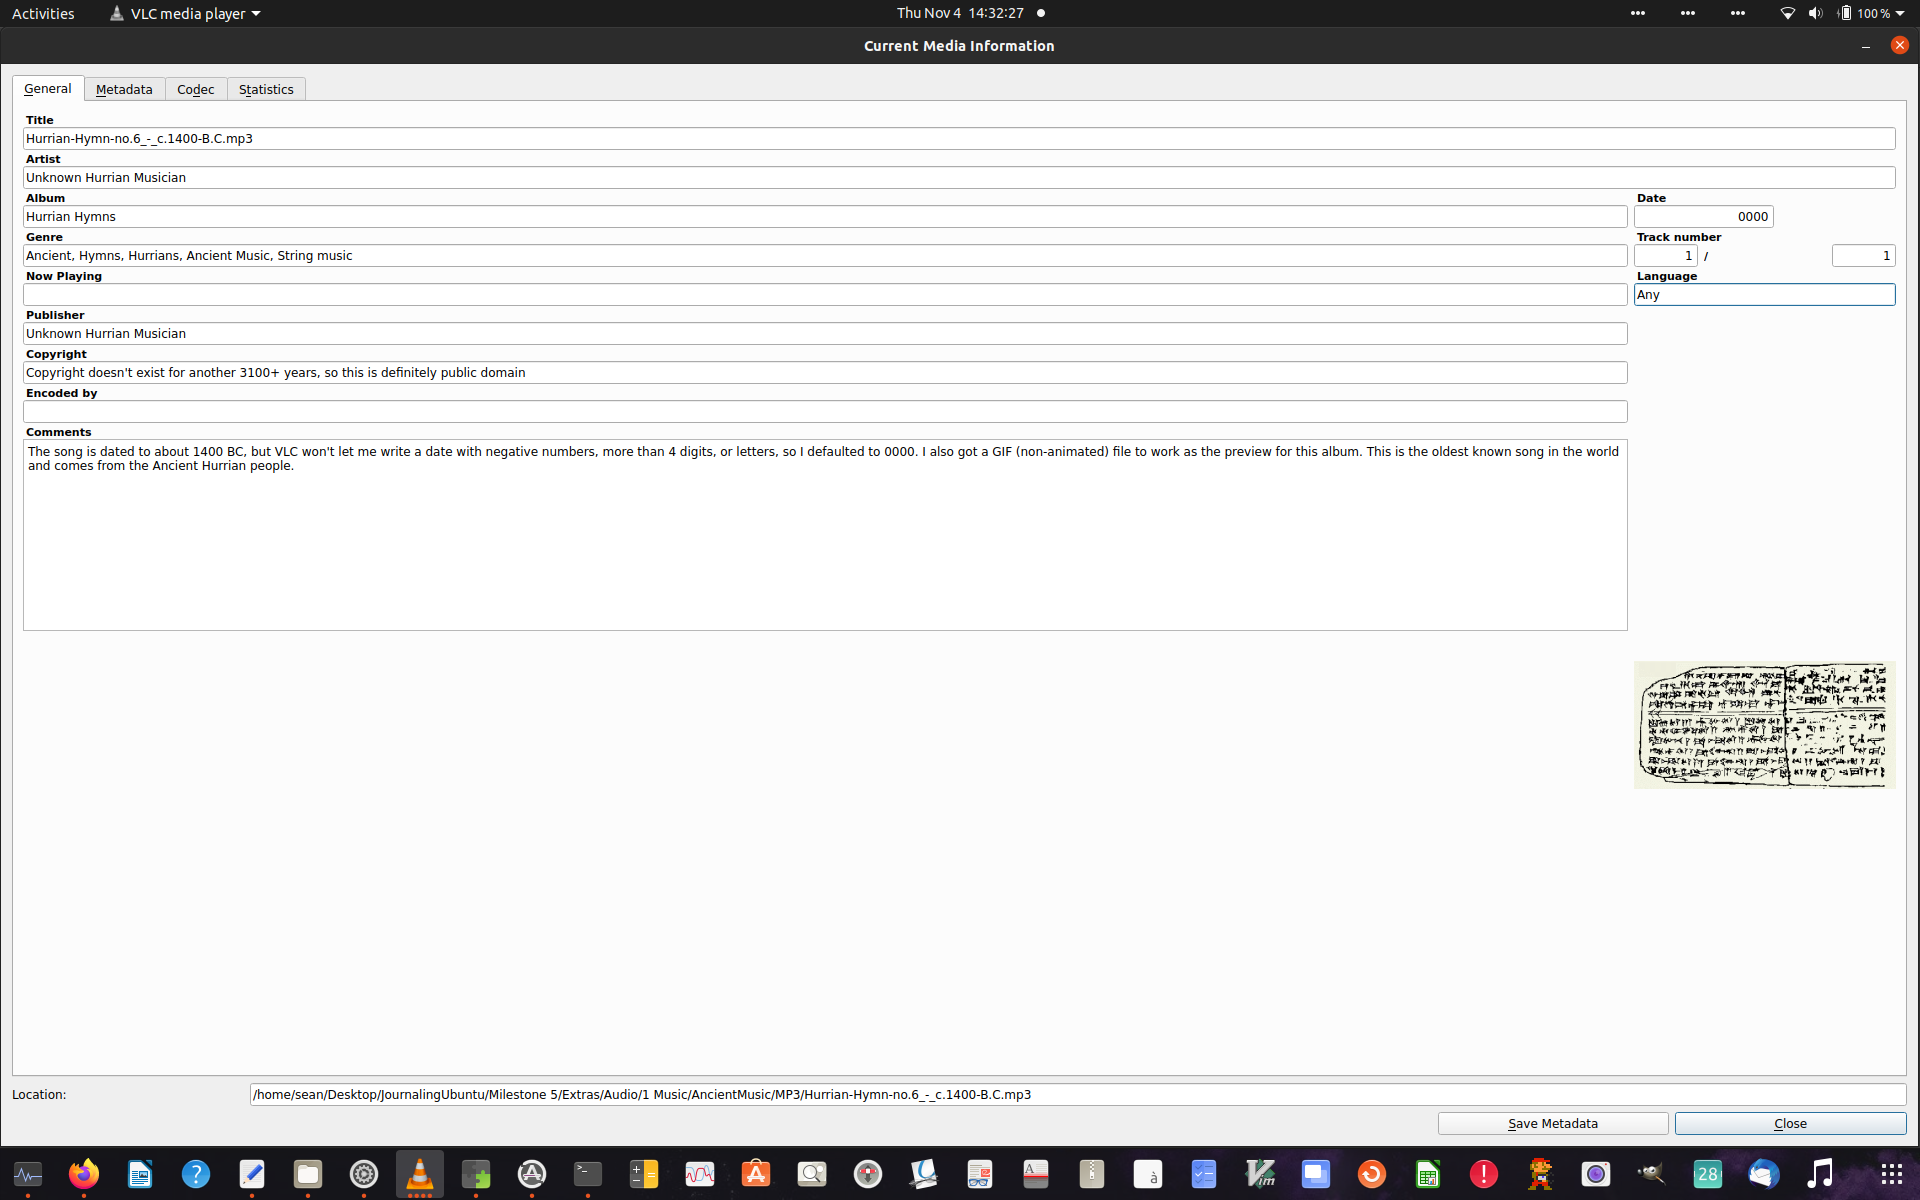 Activities
VLC media player
Thu Nov 4 14:32:27
100 %
Current Media Information
General
Metadata
Codec
Statistics
Title
Hurrian-Hymn-no.6_-_c.1400-B.C.mp3
Artist
Unknown Hurrian Musician
Album
Date
Hurrian Hymns
0000
Genre
Track number
Ancient, Hymns, Hurrians, Ancient Music, String music
1 / 1
Now Playing
Language
Any
Publisher
Unknown Hurrian Musician
Copyright
Copyright doesn't exist for another 3100+ years, so this is definitely public domain
Encoded by
Comments
The song is dated to about 1400 BC, but VLC won't let me write a date with negative numbers, more than 4 digits, or letters, so I defaulted to 0000. I also got a GIF (non-animated) file to work as the preview for this album. This is the oldest known song in the world
and comes from the Ancient Hurrian people.
Location:
/home/sean/Desktop/JournalingUbuntu/Milestone 5/Extras/Audio/1 Music/AncientMusic/MP3/Hurrian-Hymn-no.6_-_c.1400-B.C.mp3
Save Metadata
Close
28